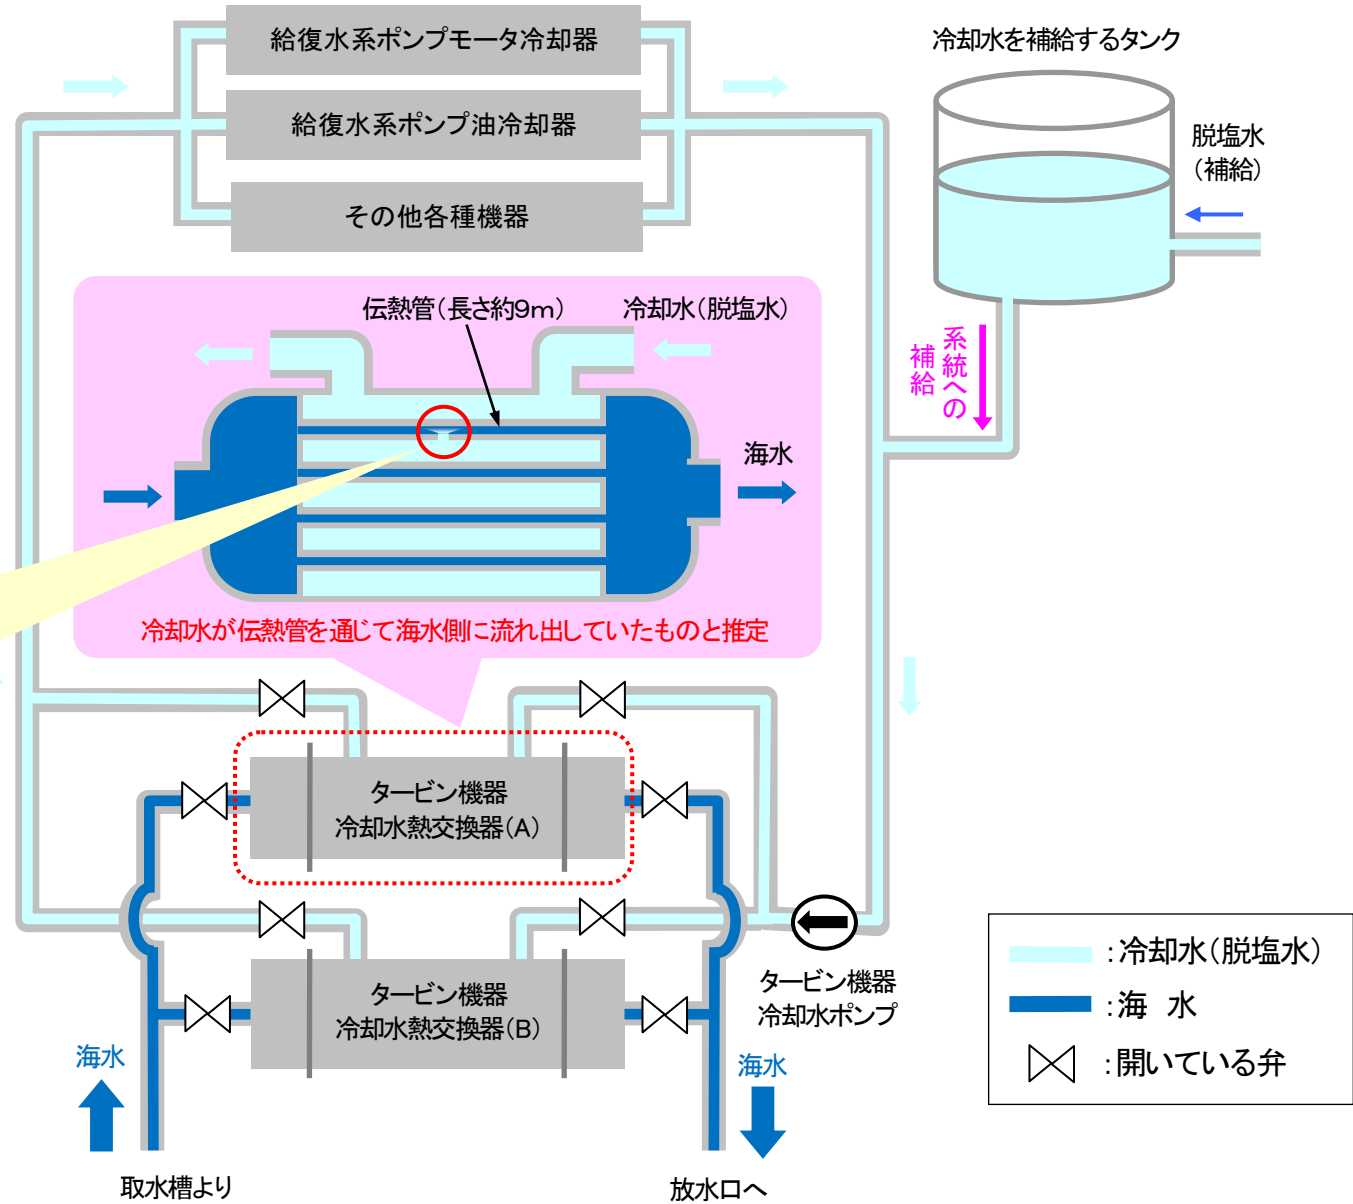 給復水系ポンプモータ冷却器
給復水系ポンプ油冷却器
その他各種機器
冷却水を補給するタンク
脱塩水
（補給）
系統への
補給
伝熱管（長さ約9ｍ）
冷却水（脱塩水）
海水
冷却水が伝熱管を通じて海水側に流れ出していたものと推定
タービン機器
冷却水熱交換器（A）
タービン機器
冷却水熱交換器（B）
タービン機器
冷却水ポンプ
海水
海水
取水槽より
放水口へ
：冷却水（脱塩水）
：海　水
：開いている弁